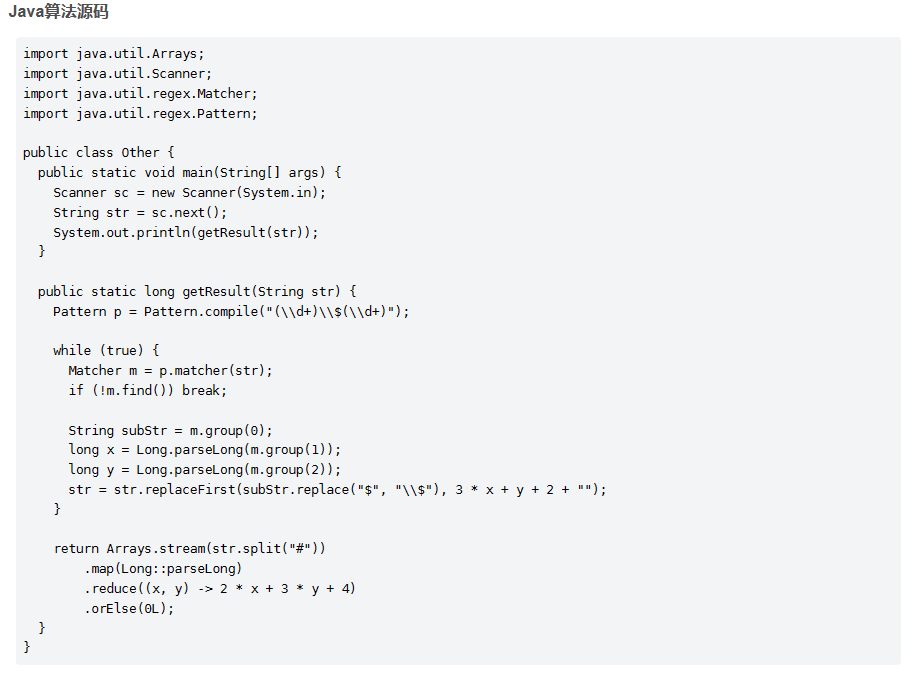 Java算法源码
import java.util.Arrays;
import java.util.Scanner;
import java.util.regex.Matcher;
import java.util.regex.Pattern;

public class Other {
  public static void main(String[] args) {
    Scanner sc = new Scanner(System.in);
    String str = sc.next();
    System.out.println(getResult(str));
  }

  public static long getResult(String str) {
    Pattern p = Pattern.compile("(\\d+)\\$(\\d+)");

    while (true) {
      Matcher m = p.matcher(str);
      if (!m.find()) break;

      String subStr = m.group(0);
      long x = Long.parseLong(m.group(1));
      long y = Long.parseLong(m.group(2));
      str = str.replaceFirst(subStr.replace("$", "\\$"), 3 * x + y + 2 + "");
    }

    return Arrays.stream(str.split("#"))
        .map(Long::parseLong)
        .reduce((x, y) -> 2 * x + 3 * y + 4)
        .orElse(0L);
  }
}